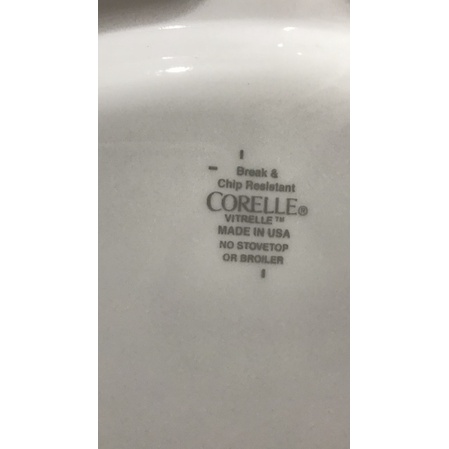 Break &
Chip Resistant
CORELLE®
VITRELLE™
MADE IN USA
NO STOVETOP
OR BROILER